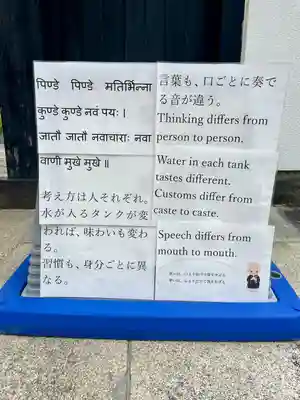 पिण्डे पिण्डे मतिर्भिन्ना
कुण्डे कुण्डे नवं पयः।
जातौ जातौ नवाचाराः नवा
वाणी मुखे मुखे॥
考え方は人それぞれ。
水が入るタンクが変
われば、味わいも変わ
る。
習慣も、身分ごとに異
なる。
言葉も、口ごとに奏で
る音が違う。
Thinking differs from
person to person.
Water in each tank
tastes different.
Customs differ from
caste to caste.
Speech differs from
mouth to mouth.